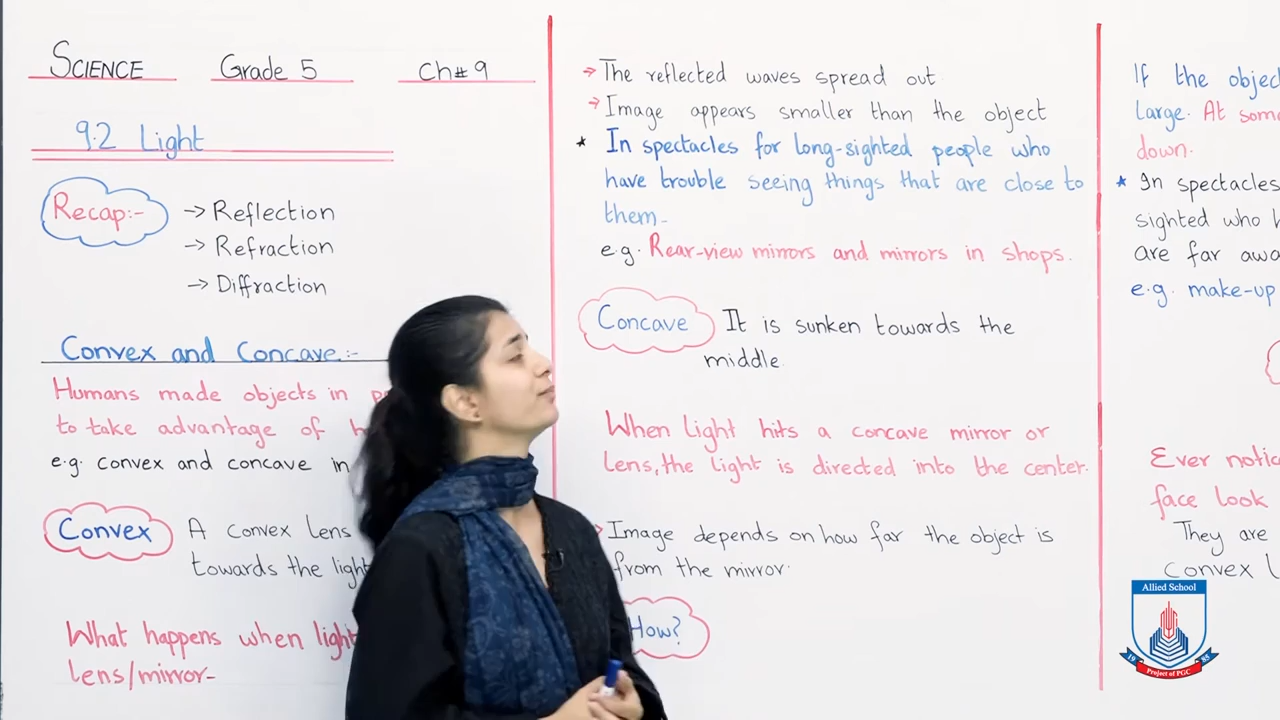 SCIENCE Grade 5 Ch# 9
9.2 Light
Recap:- → Reflection
→ Refraction
→ Diffraction
Convex and Concave:-
Humans made objects in
to take advantage of
e.g. convex and concave in
Convex A convex lens
towards the light
What happens when light
lens/mirror-
→ The reflected waves spread out
→ Image appears smaller than the object
* In spectacles for long-sighted people who
have trouble seeing things that are close to
them-
e.g. Rear-view mirrors and mirrors in shops.
Concave It is sunken towards the
middle.
When light hits a concave mirror or
lens, the light is directed into the center.
Image depends on how far the object is
from the mirror.
How?
If the
large. At
down.
* In spectacles
sighted who
are far
e.g. make-up
Ever
face look
They are
convex
Allied School
1985
Project of PGC